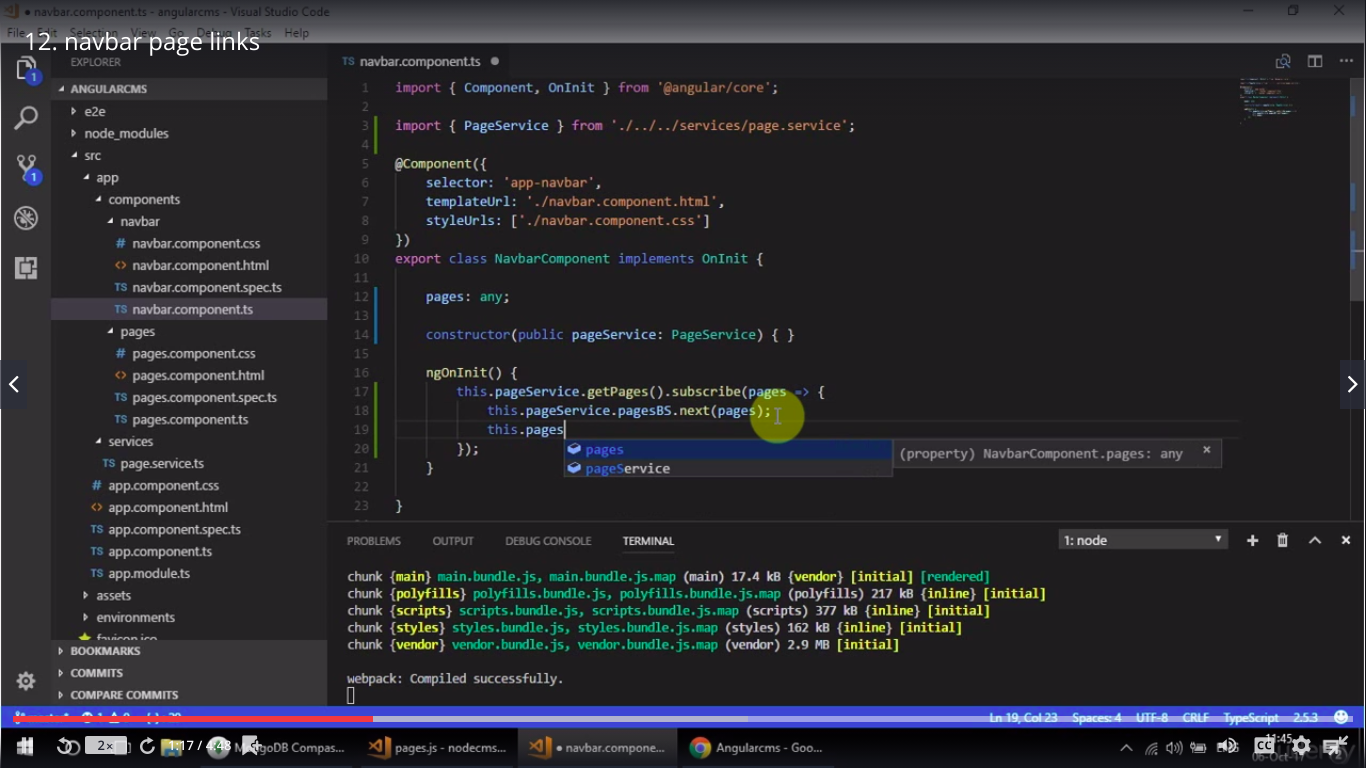 navbar.component.ts - angularcms - Visual Studio Code
File Edit Selection View Go Debug Tasks Help
12. navbar page links
EXPLORER
ANGULARCMS
e2e
node_modules
src
app
components
navbar
navbar.component.css
navbar.component.html
navbar.component.spec.ts
navbar.component.ts
pages
pages.component.css
pages.component.html
pages.component.spec.ts
pages.component.ts
services
page.service.ts
app.component.css
app.component.html
app.component.spec.ts
app.component.ts
app.module.ts
assets
environments
favicon.ico
BOOKMARKS
COMMITS
COMPARE COMMITS
TS navbar.component.ts
1 import { Component, OnInit } from '@angular/core';
2
3 import { PageService } from './../../services/page.service';
4
5 @Component({
6 selector: 'app-navbar',
7 templateUrl: './navbar.component.html',
8 styleUrls: ['./navbar.component.css']
9 })
10 export class NavbarComponent implements OnInit {
11
12 pages: any;
13
14 constructor(public pageService: PageService) { }
15
16 ngOnInit() {
17 this.pageService.getPages().subscribe(pages => {
18 this.pageService.pagesBS.next(pages);
19 this.pages
20 });
21 }
22
23 }
pages
pageService
(property) NavbarComponent.pages: any
PROBLEMS OUTPUT DEBUG CONSOLE TERMINAL 1: node
chunk {main} main.bundle.js, main.bundle.js.map (main) 17.4 kB {vendor} [initial] [rendered]
chunk {polyfills} polyfills.bundle.js, polyfills.bundle.js.map (polyfills) 217 kB {inline} [initial]
chunk {scripts} scripts.bundle.js, scripts.bundle.js.map (scripts) 377 kB {inline} [initial]
chunk {styles} styles.bundle.js, styles.bundle.js.map (styles) 162 kB {inline} [initial]
chunk {vendor} vendor.bundle.js, vendor.bundle.js.map (vendor) 2.9 MB [initial]
webpack: Compiled successfully.
Ln 19, Col 23 Spaces: 4 UTF-8 CRLF TypeScript 2.5.3
2x 1:17 / 4:48 MongoDB Compas... pages.js - nodecms... navbar.compone... Angularcms - Goo... CC 11:45